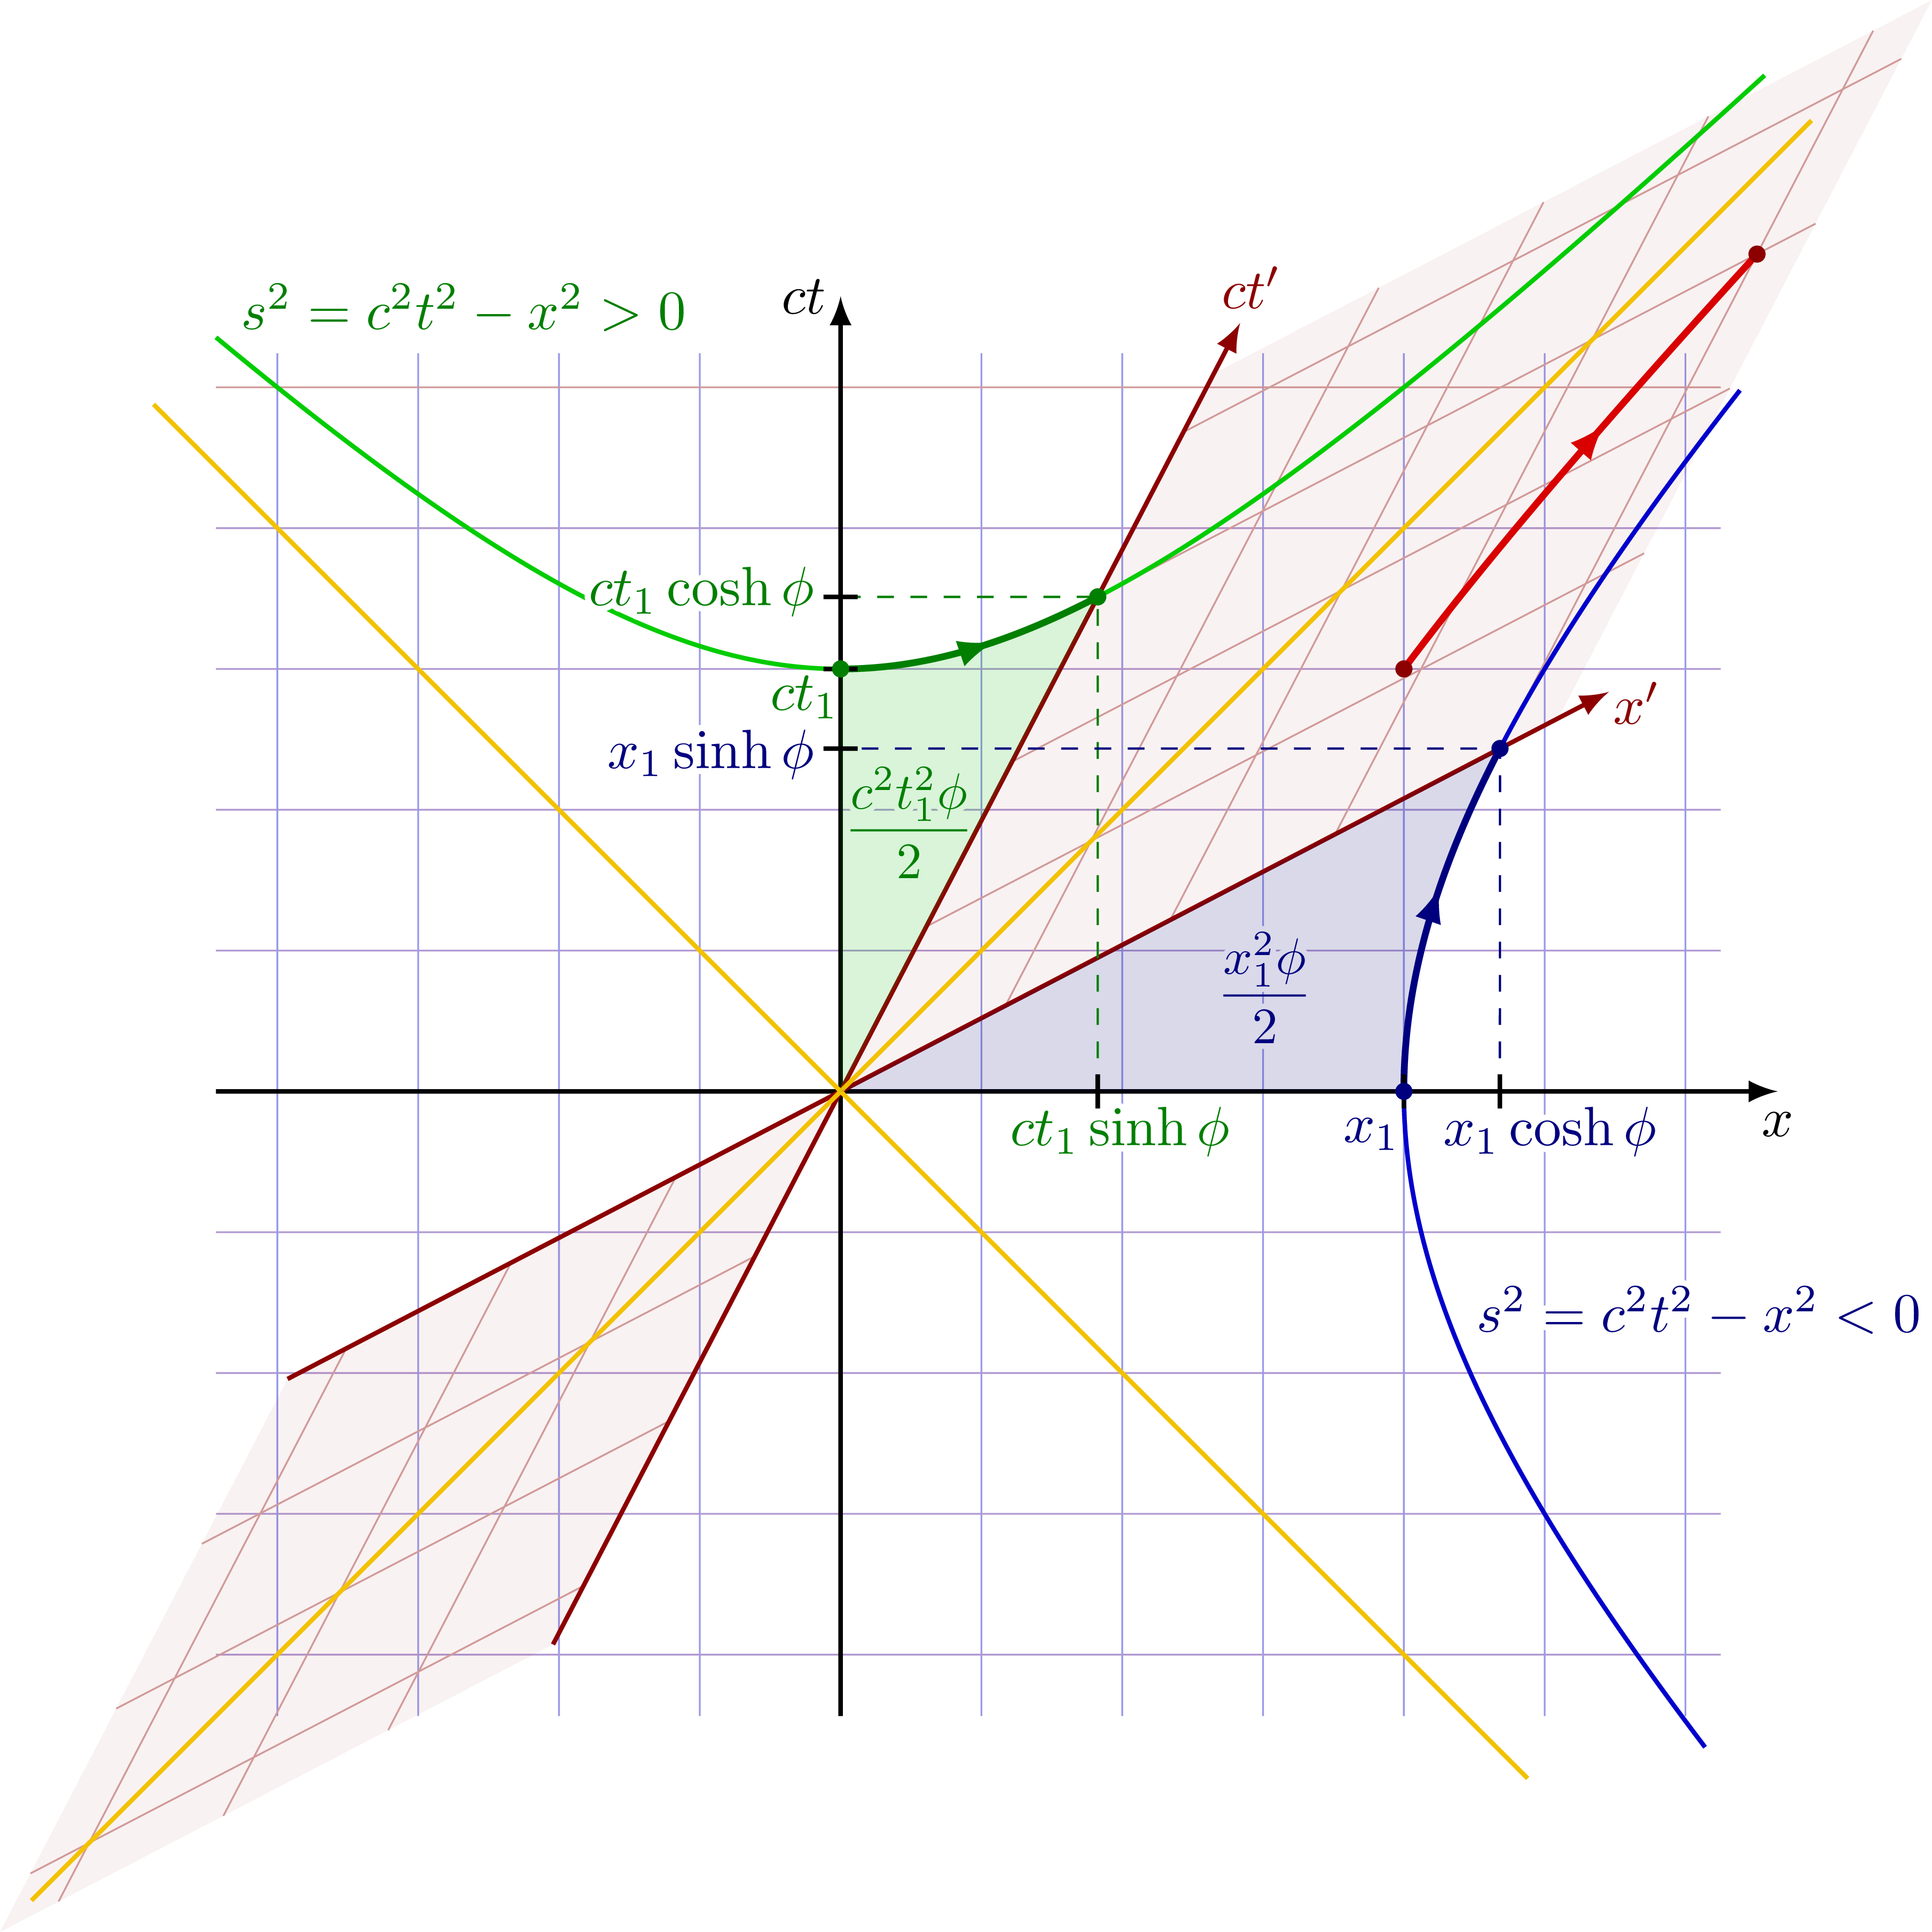 ct′
s² = c²t² − x² > 0
ct
ct₁ cosh ϕ
ct₁
x′
x₁ sinh ϕ
c²t₁²ϕ
2
x₁²ϕ
2
ct₁ sinh ϕ
x₁
x₁ cosh ϕ
x
s² = c²t² − x² < 0